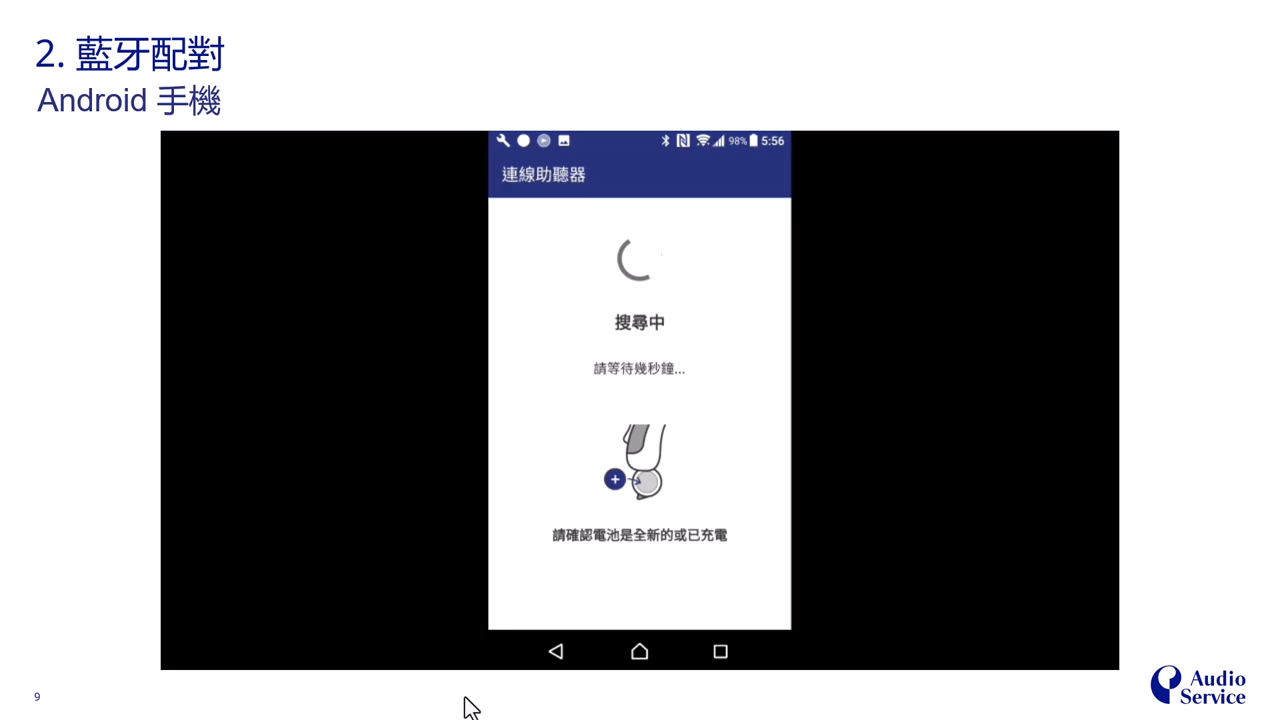 2. 藍牙配對
Android 手機
98% 5:56
連線助聽器
搜尋中
請等待幾秒鐘...
請確認電池是全新的或已充電
9
Audio
Service